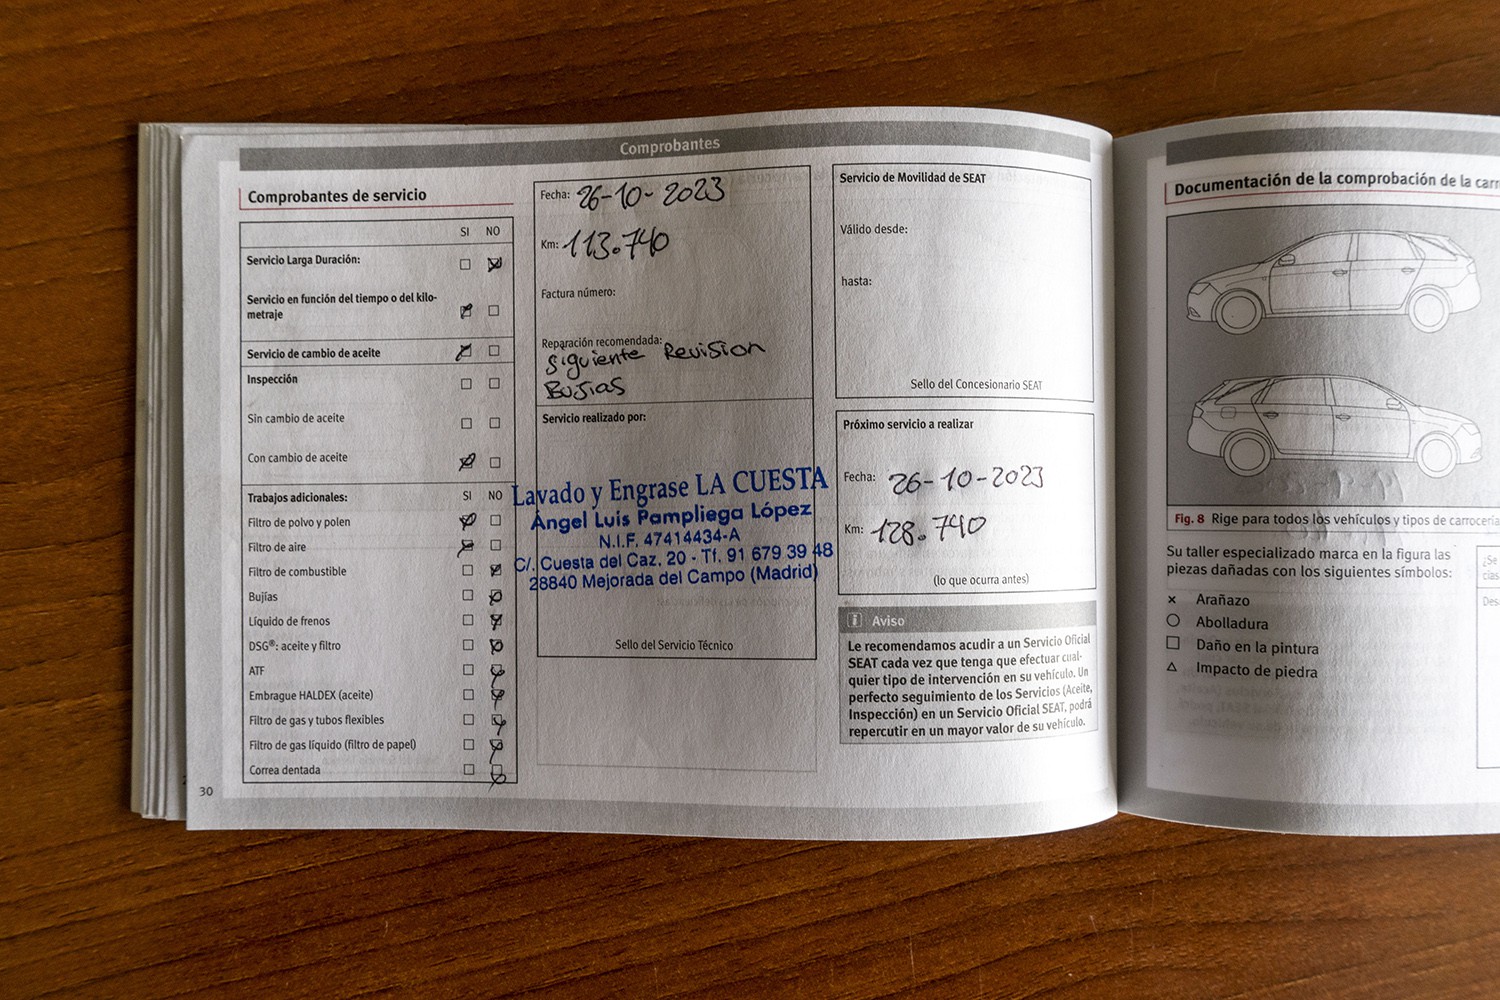 Comprobantes
Comprobantes de servicio
SI NO
Servicio Larga Duración:
Servicio en función del tiempo o del kilo-
metraje
Servicio de cambio de aceite
Inspección
Sin cambio de aceite
Con cambio de aceite
Trabajos adicionales: SI NO
Filtro de polvo y polen
Filtro de aire
Filtro de combustible
Bujías
Líquido de frenos
DSG®: aceite y filtro
ATF
Embrague HALDEX (aceite)
Filtro de gas y tubos flexibles
Filtro de gas líquido (filtro de papel)
Correa dentada
30
Fecha: 26-10-2023
Km: 113.740
Factura número:
Reparación recomendada:
Siguiente Revision
Bujias
Servicio realizado por:
Lavado y Engrase LA CUESTA
Ángel Luis Pampliega López
N.I.F. 47414434-A
C/. Cuesta del Caz, 20 - Tf. 91 679 39 48
28840 Mejorada del Campo (Madrid)
Sello del Servicio Técnico
Servicio de Movilidad de SEAT
Válido desde:
hasta:
Sello del Concesionario SEAT
Próximo servicio a realizar
Fecha: 26-10-2023
Km: 128.740
(lo que ocurra antes)
i Aviso
Le recomendamos acudir a un Servicio Oficial
SEAT cada vez que tenga que efectuar cual-
quier tipo de intervención en su vehículo. Un
perfecto seguimiento de los Servicios (Aceite,
Inspección) en un Servicio Oficial SEAT, podrá
repercutir en un mayor valor de su vehículo.
Documentación de la comprobación de la carr
Fig. 8 Rige para todos los vehículos y tipos de carrocería
Su taller especializado marca en la figura las
piezas dañadas con los siguientes símbolos:
× Arañazo
○ Abolladura
□ Daño en la pintura
△ Impacto de piedra
¿Se
cias
Des